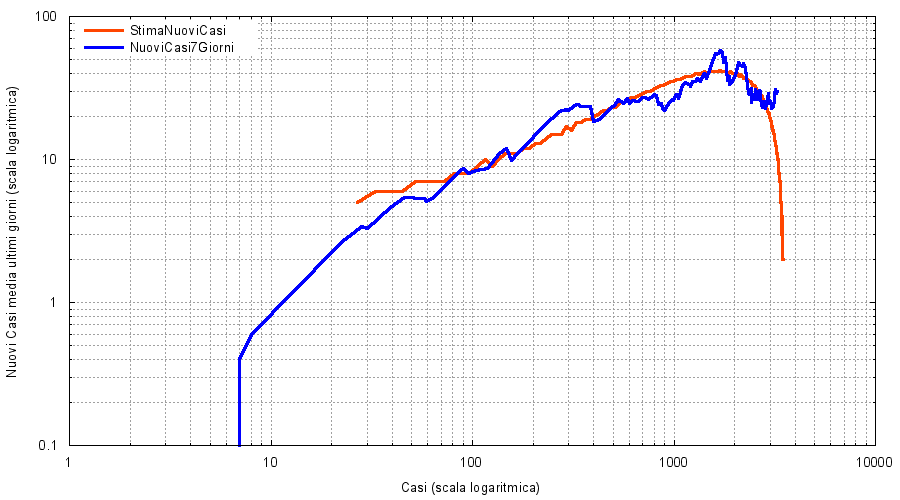 100
StimaNuoviCasi
NuoviCasi7Giorni
10
1
0.1
1 10 100 1000 10000
Nuovi Casi media ultimi giorni (scala logaritmica)
Casi (scala logaritmica)